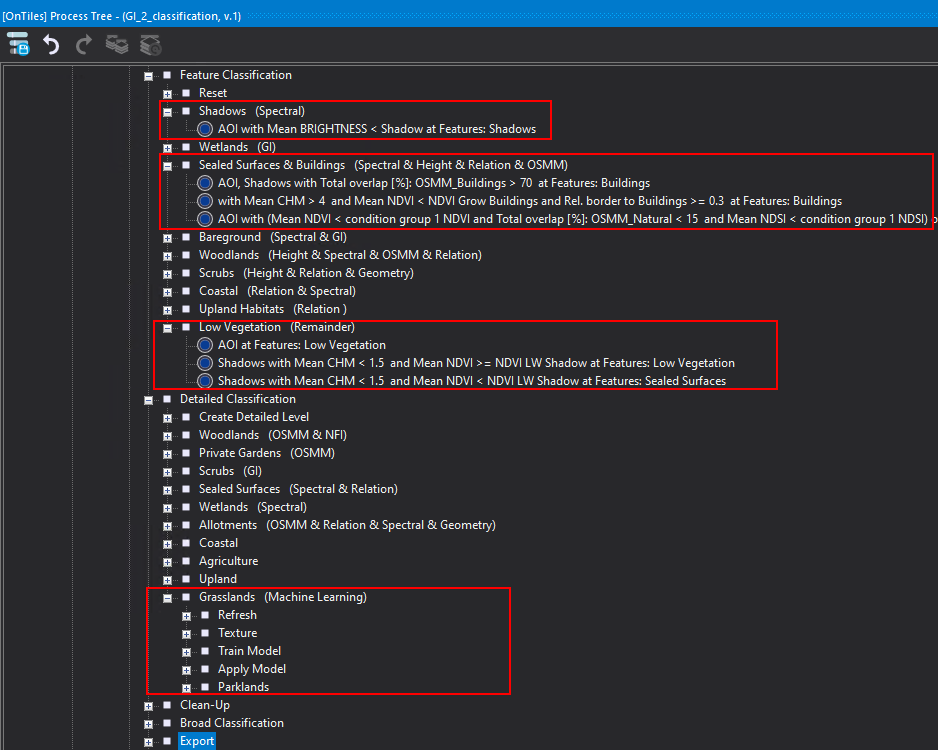 [OnTiles] Process Tree - (GI_2_classification, v.1)
Feature Classification
Reset
Shadows (Spectral)
AOI with Mean BRIGHTNESS < Shadow at Features: Shadows
Wetlands (GI)
Sealed Surfaces & Buildings (Spectral & Height & Relation & OSMM)
AOI, Shadows with Total overlap [%]: OSMM_Buildings > 70 at Features: Buildings
with Mean CHM > 4 and Mean NDVI < NDVI Grow Buildings and Rel. border to Buildings >= 0.3 at Features: Buildings
AOI with (Mean NDVI < condition group 1 NDVI and Total overlap [%]: OSMM_Natural < 15 and Mean NDSI < condition group 1 NDSI)
Bareground (Spectral & GI)
Woodlands (Height & Spectral & OSMM & Relation)
Scrubs (Height & Relation & Geometry)
Coastal (Relation & Spectral)
Upland Habitats (Relation )
Low Vegetation (Remainder)
AOI at Features: Low Vegetation
Shadows with Mean CHM < 1.5 and Mean NDVI >= NDVI LW Shadow at Features: Low Vegetation
Shadows with Mean CHM < 1.5 and Mean NDVI < NDVI LW Shadow at Features: Sealed Surfaces
Detailed Classification
Create Detailed Level
Woodlands (OSMM & NFI)
Private Gardens (OSMM)
Scrubs (GI)
Sealed Surfaces (Spectral & Relation)
Wetlands (Spectral)
Allotments (OSMM & Relation & Spectral & Geometry)
Coastal
Agriculture
Upland
Grasslands (Machine Learning)
Refresh
Texture
Train Model
Apply Model
Parklands
Clean-Up
Broad Classification
Export